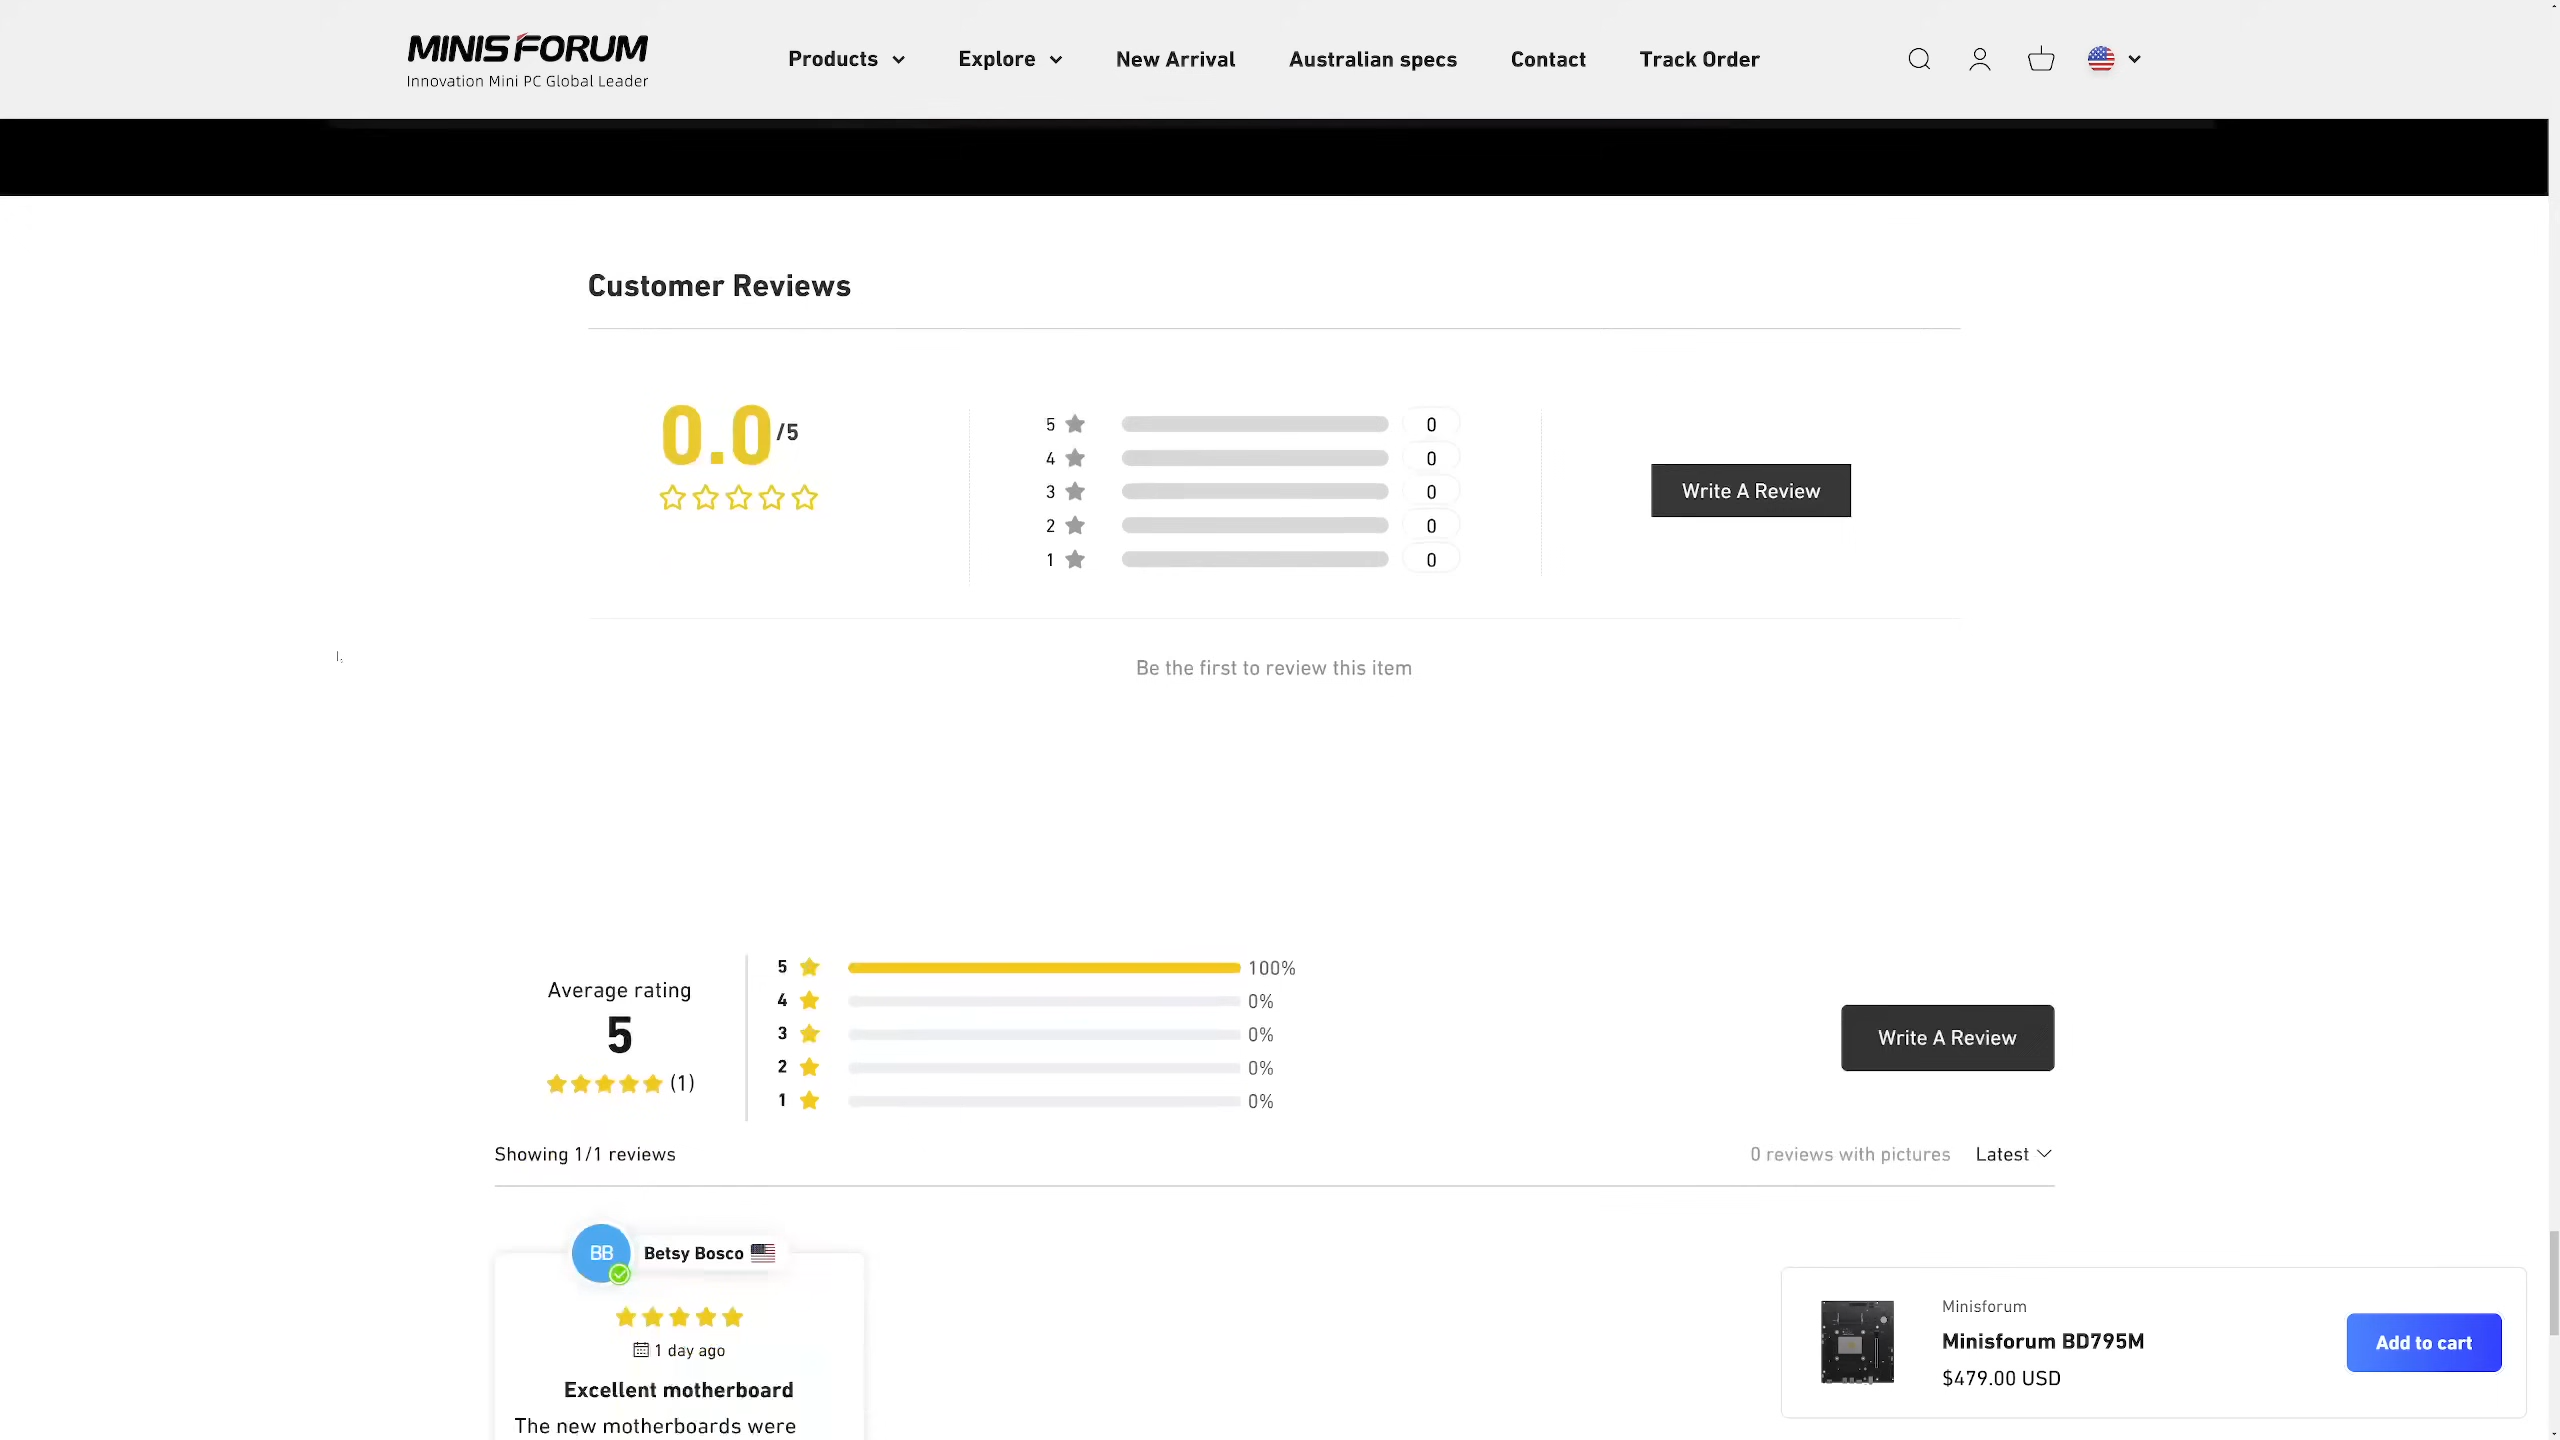 MINISFORUM
Innovation Mini PC Global Leader
Products
Explore
New Arrival
Australian specs
Contact
Track Order
Customer Reviews
0.0/5
5 0
4 0
3 0
2 0
1 0
Write A Review
Be the first to review this item
Average rating
5
(1)
5 100%
4 0%
3 0%
2 0%
1 0%
Write A Review
Showing 1/1 reviews
0 reviews with pictures
Latest
BB
Betsy Bosco
1 day ago
Excellent motherboard
The new motherboards were
Minisforum
Minisforum BD795M
$479.00 USD
Add to cart